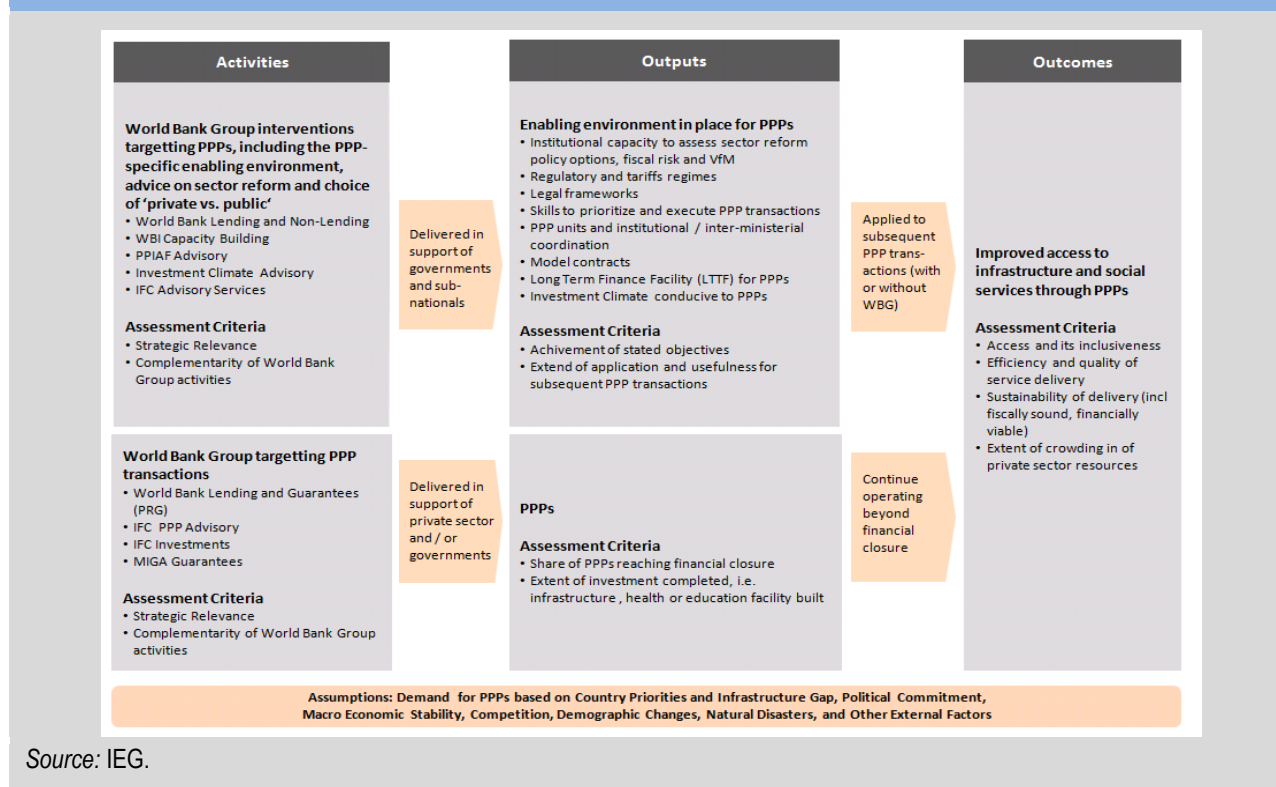 Activities
World Bank Group interventions
targetting PPPs, including the PPP-
specific enabling environment,
advice on sector reform and choice
of ‘private vs. public‘
• World Bank Lending and Non-Lending
• WBI Capacity Building
• PPIAF Advisory
• Investment Climate Advisory
• IFC Advisory Services
Assessment Criteria
• Strategic Relevance
• Complementarity of World Bank
Group activities
World Bank Group targetting PPP
transactions
• World Bank Lending and Guarantees
(PRG)
• IFC PPP Advisory
• IFC Investments
• MIGA Guarantees
Assessment Criteria
• Strategic Relevance
• Complementarity of World Bank Group
activities
Delivered in
support of
governments
and sub-
nationals
Delivered in
support of
private sector
and / or
governments
Outputs
Enabling environment in place for PPPs
• Institutional capacity to assess sector reform
policy options, fiscal risk and VfM
• Regulatory and tariffs regimes
• Legal frameworks
• Skills to prioritize and execute PPP transactions
• PPP units and institutional / inter-ministerial
coordination
• Model contracts
• Long Term Finance Facility (LTTF) for PPPs
• Investment Climate conducive to PPPs
Assessment Criteria
• Achivement of stated objectives
• Extend of application and usefulness for
subsequent PPP transactions
PPPs
Assessment Criteria
• Share of PPPs reaching financial closure
• Extent of investment completed, i.e.
infrastructure , health or education facility built
Applied to
subsequent
PPP trans-
actions (with
or without
WBG)
Continue
operating
beyond
financial
closure
Outcomes
Improved access to
infrastructure and social
services through PPPs
Assessment Criteria
• Access and its inclusiveness
• Efficiency and quality of
service delivery
• Sustainability of delivery (incl
fiscally sound, financially
viable)
• Extent of crowding in of
private sector resources
Assumptions: Demand for PPPs based on Country Priorities and Infrastructure Gap, Political Commitment,
Macro Economic Stability, Competition, Demographic Changes, Natural Disasters, and Other External Factors
Source: IEG.